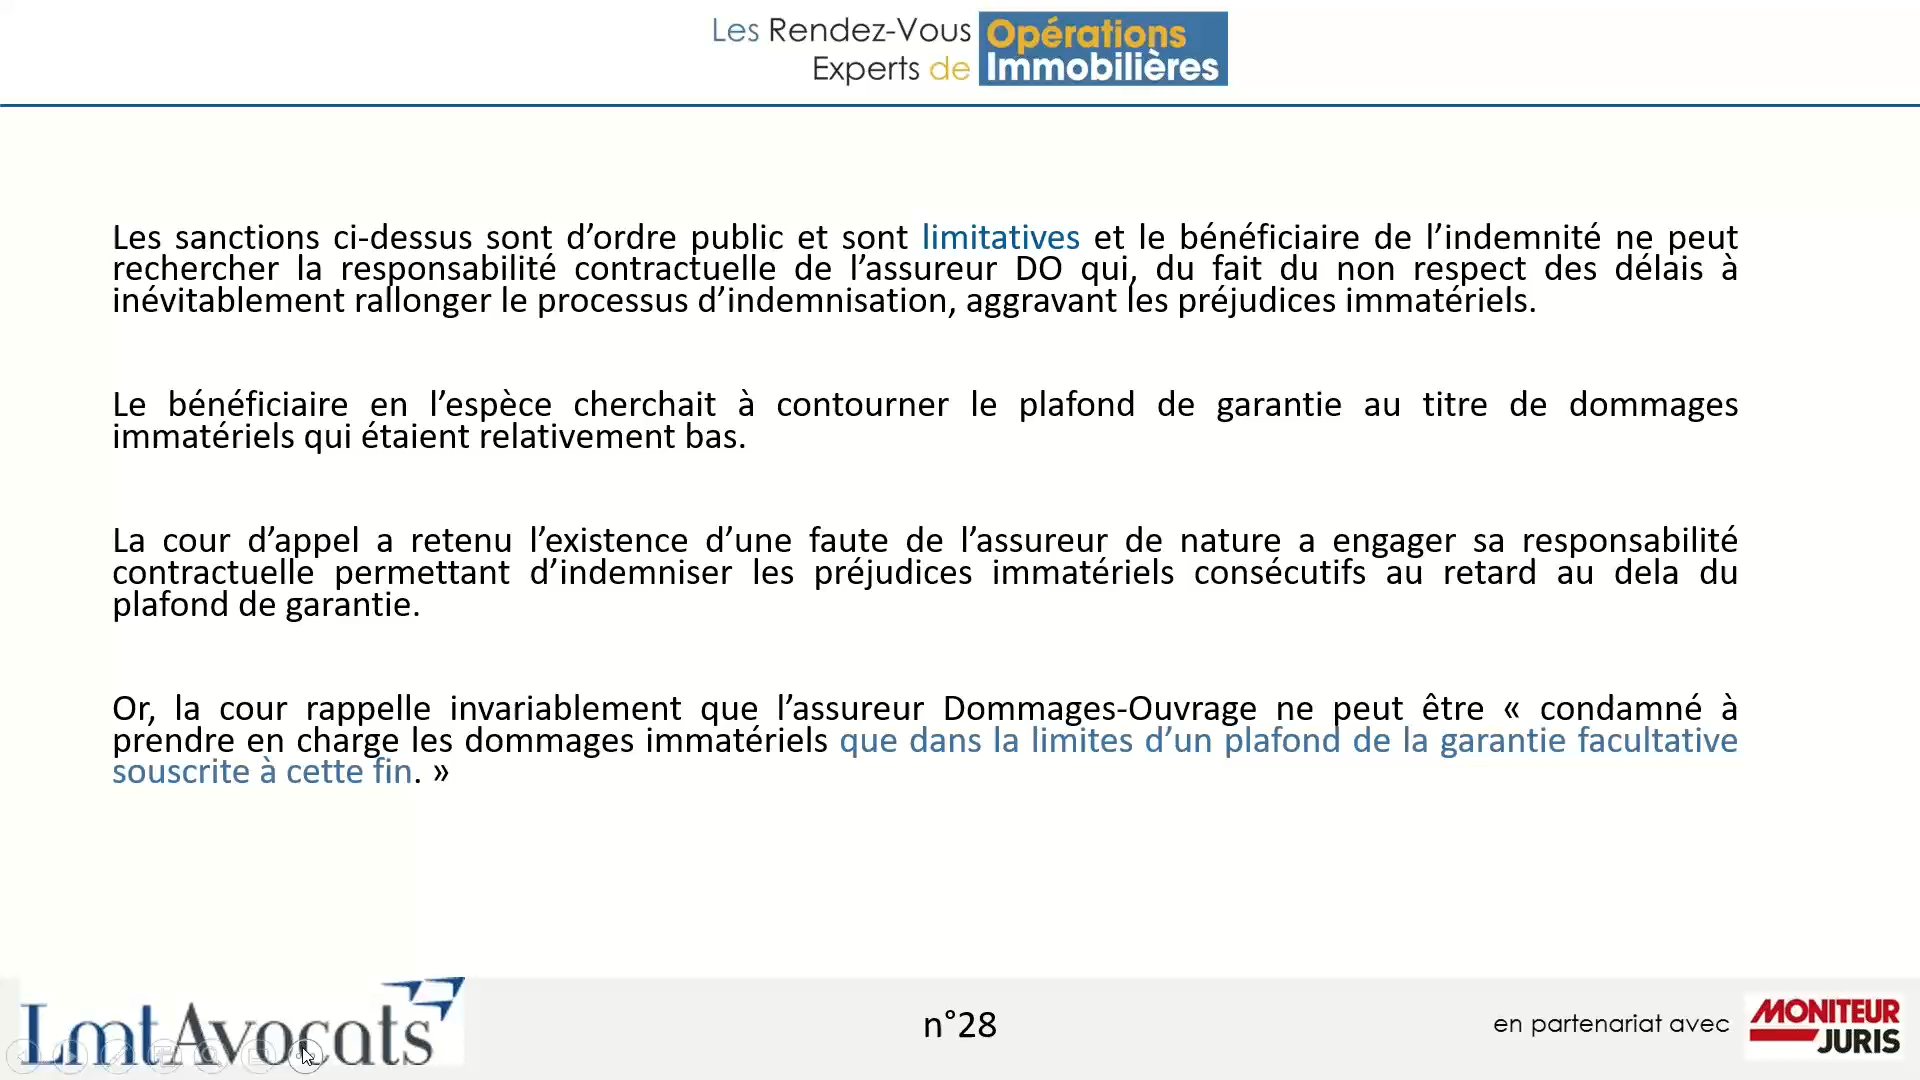 Les Rendez-Vous
Experts de
Opérations
Immobilières
Les sanctions ci-dessus sont d’ordre public et sont limitatives et le bénéficiaire de l’indemnité ne peut
rechercher la responsabilité contractuelle de l’assureur DO qui, du fait du non respect des délais à
inévitablement rallonger le processus d’indemnisation, aggravant les préjudices immatériels.
Le bénéficiaire en l’espèce cherchait à contourner le plafond de garantie au titre de dommages
immatériels qui étaient relativement bas.
La cour d’appel a retenu l’existence d’une faute de l’assureur de nature a engager sa responsabilité
contractuelle permettant d’indemniser les préjudices immatériels consécutifs au retard au dela du
plafond de garantie.
Or, la cour rappelle invariablement que l’assureur Dommages-Ouvrage ne peut être « condamné à
prendre en charge les dommages immatériels que dans la limites d’un plafond de la garantie facultative
souscrite à cette fin. »
Lmt Avocats
n°28
en partenariat avec
MONITEUR
JURIS